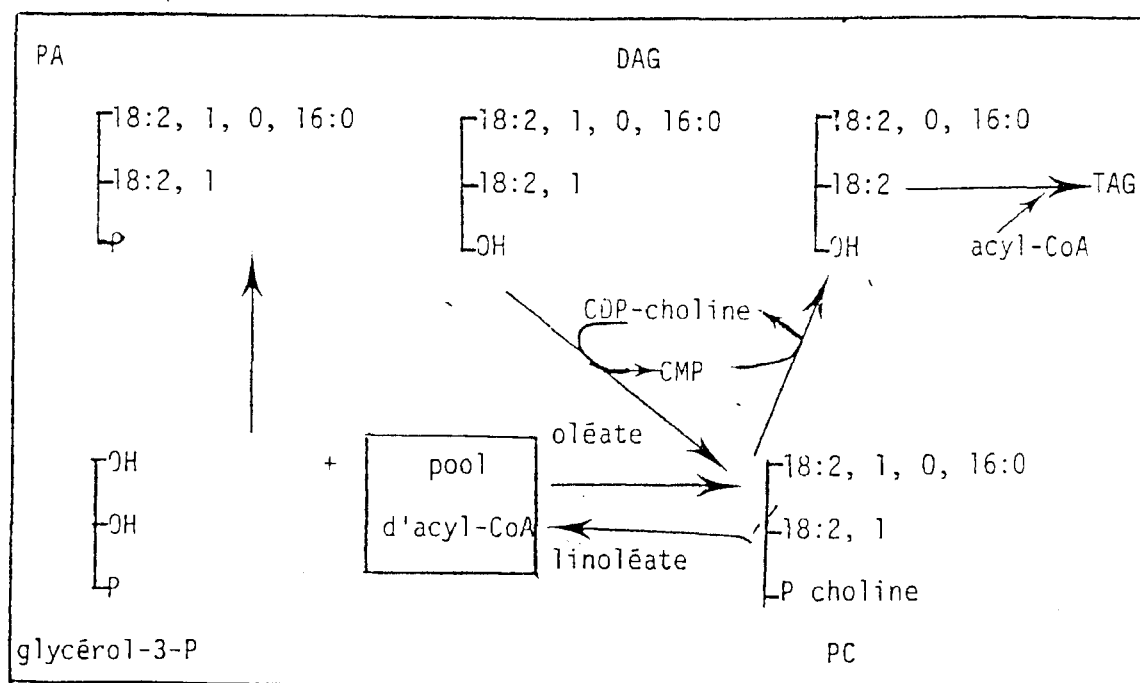 PA DAG
18:2, 1, 0, 16:0 18:2, 1, 0, 16:0 18:2, 0, 16:0
18:2, 1 18:2, 1 18:2 TAG
P OH OH acyl-CoA
CDP-choline
CMP
oléate
OH + pool 18:2, 1, 0, 16:0
OH d'acyl-CoA 18:2, 1
linoléate
P P choline
glycérol-3-P PC